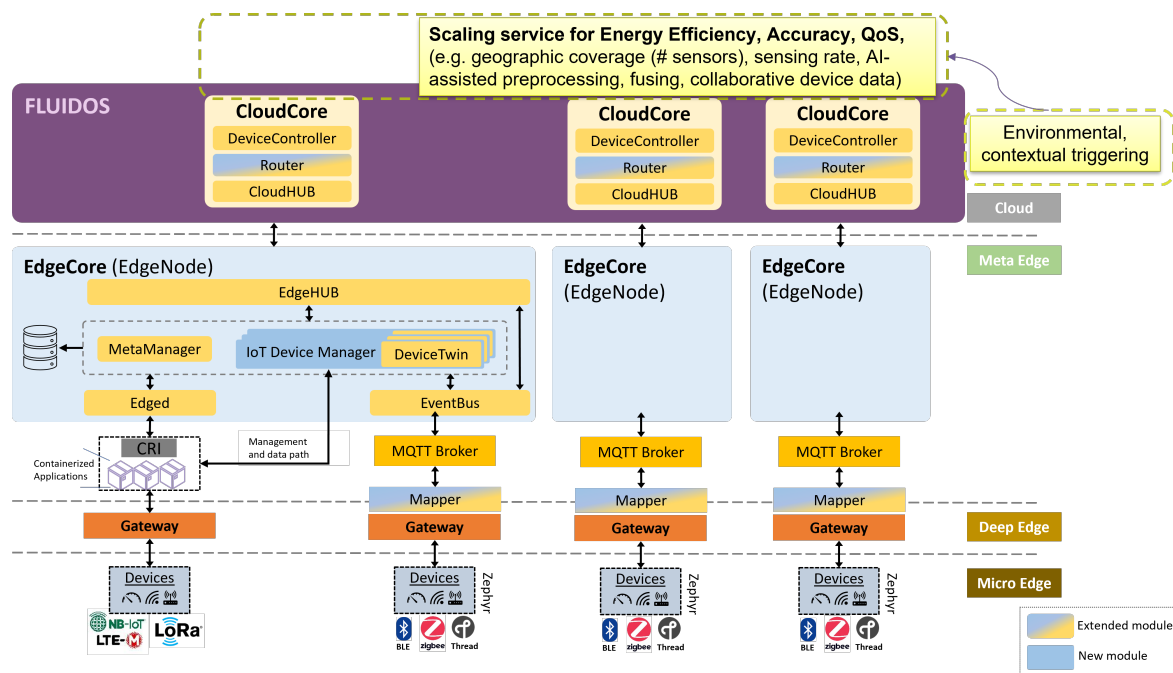 Scaling service for Energy Efficiency, Accuracy, QoS,
(e.g. geographic coverage (# sensors), sensing rate, AI-
assisted preprocessing, fusing, collaborative device data)
FLUIDOS
CloudCore
DeviceController
Router
CloudHUB
CloudCore
DeviceController
Router
CloudHUB
CloudCore
DeviceController
Router
CloudHUB
Environmental,
contextual triggering
Cloud
Meta Edge
EdgeCore (EdgeNode)
EdgeHUB
MetaManager
IoT Device Manager
DeviceTwin
Edged
EventBus
EdgeCore
(EdgeNode)
EdgeCore
(EdgeNode)
CRI
Containerized
Applications
Management
and data path
MQTT Broker
MQTT Broker
MQTT Broker
Mapper
Mapper
Mapper
Gateway
Gateway
Gateway
Gateway
Deep Edge
Devices
Devices
Zephyr
Devices
Zephyr
Devices
Zephyr
Micro Edge
NB-IoT
LTE-M
LoRa
BLE
zigbee
Thread
BLE
zigbee
Thread
BLE
zigbee
Thread
Extended module
New module